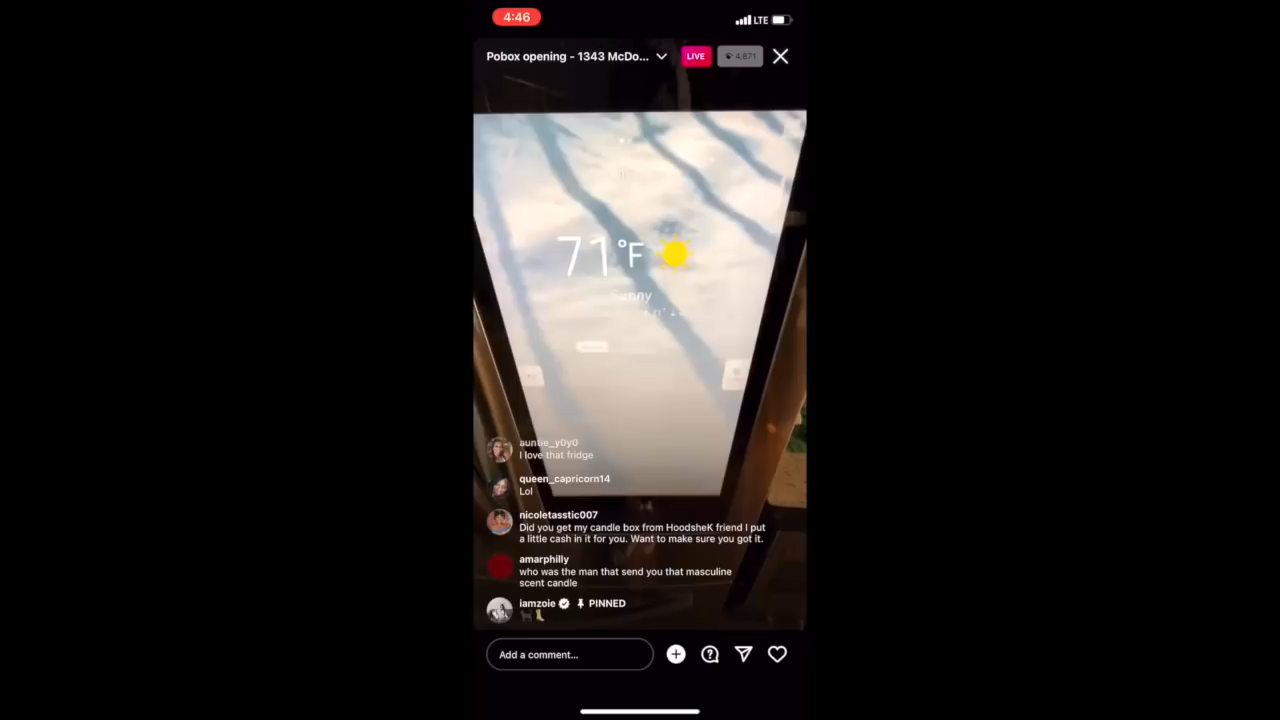 4:46
LTE
Pobox opening - 1343 McDo...
LIVE
4,871
71°F
auntie_y0y0
I love that fridge
queen_capricorn14
Lol
nicoletasstic007
Did you get my candle box from HoodsheK friend I put
a little cash in it for you. Want to make sure you got it.
amarphilly
who was the man that send you that masculine
scent candle
iamzoie PINNED
Add a comment...